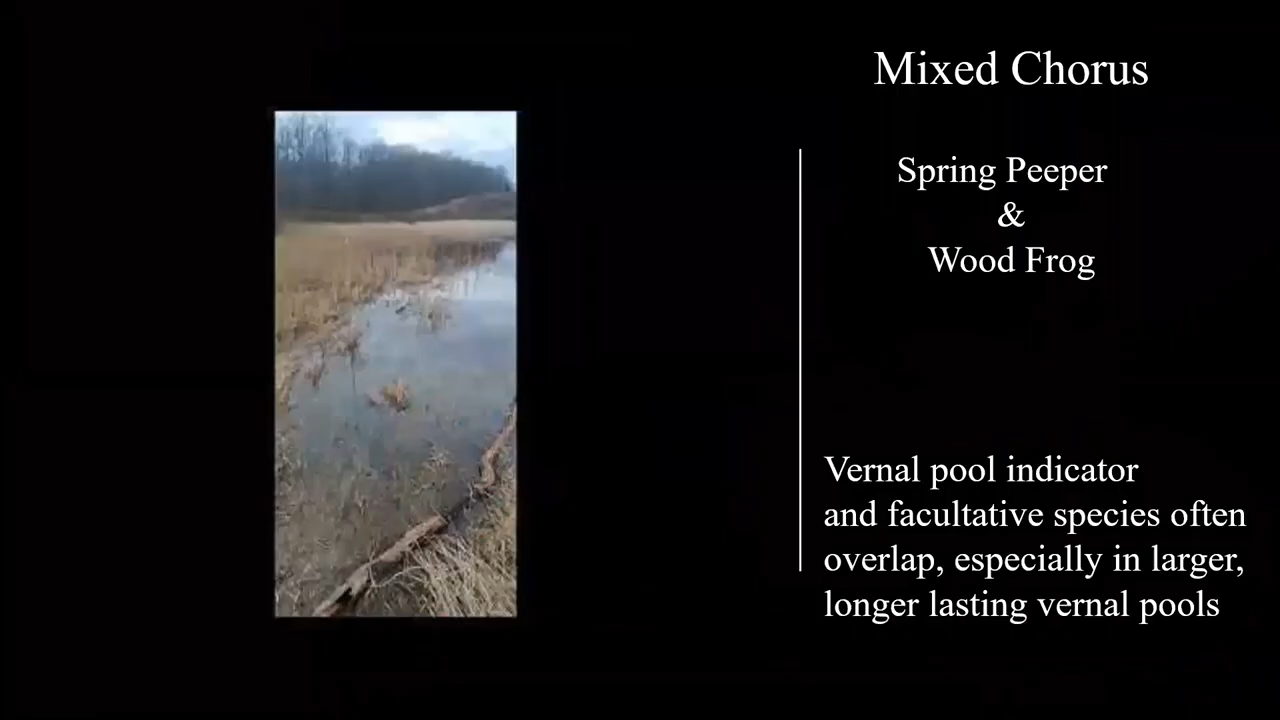 Mixed Chorus
Spring Peeper
&
Wood Frog
Vernal pool indicator
and facultative species often
overlap, especially in larger,
longer lasting vernal pools